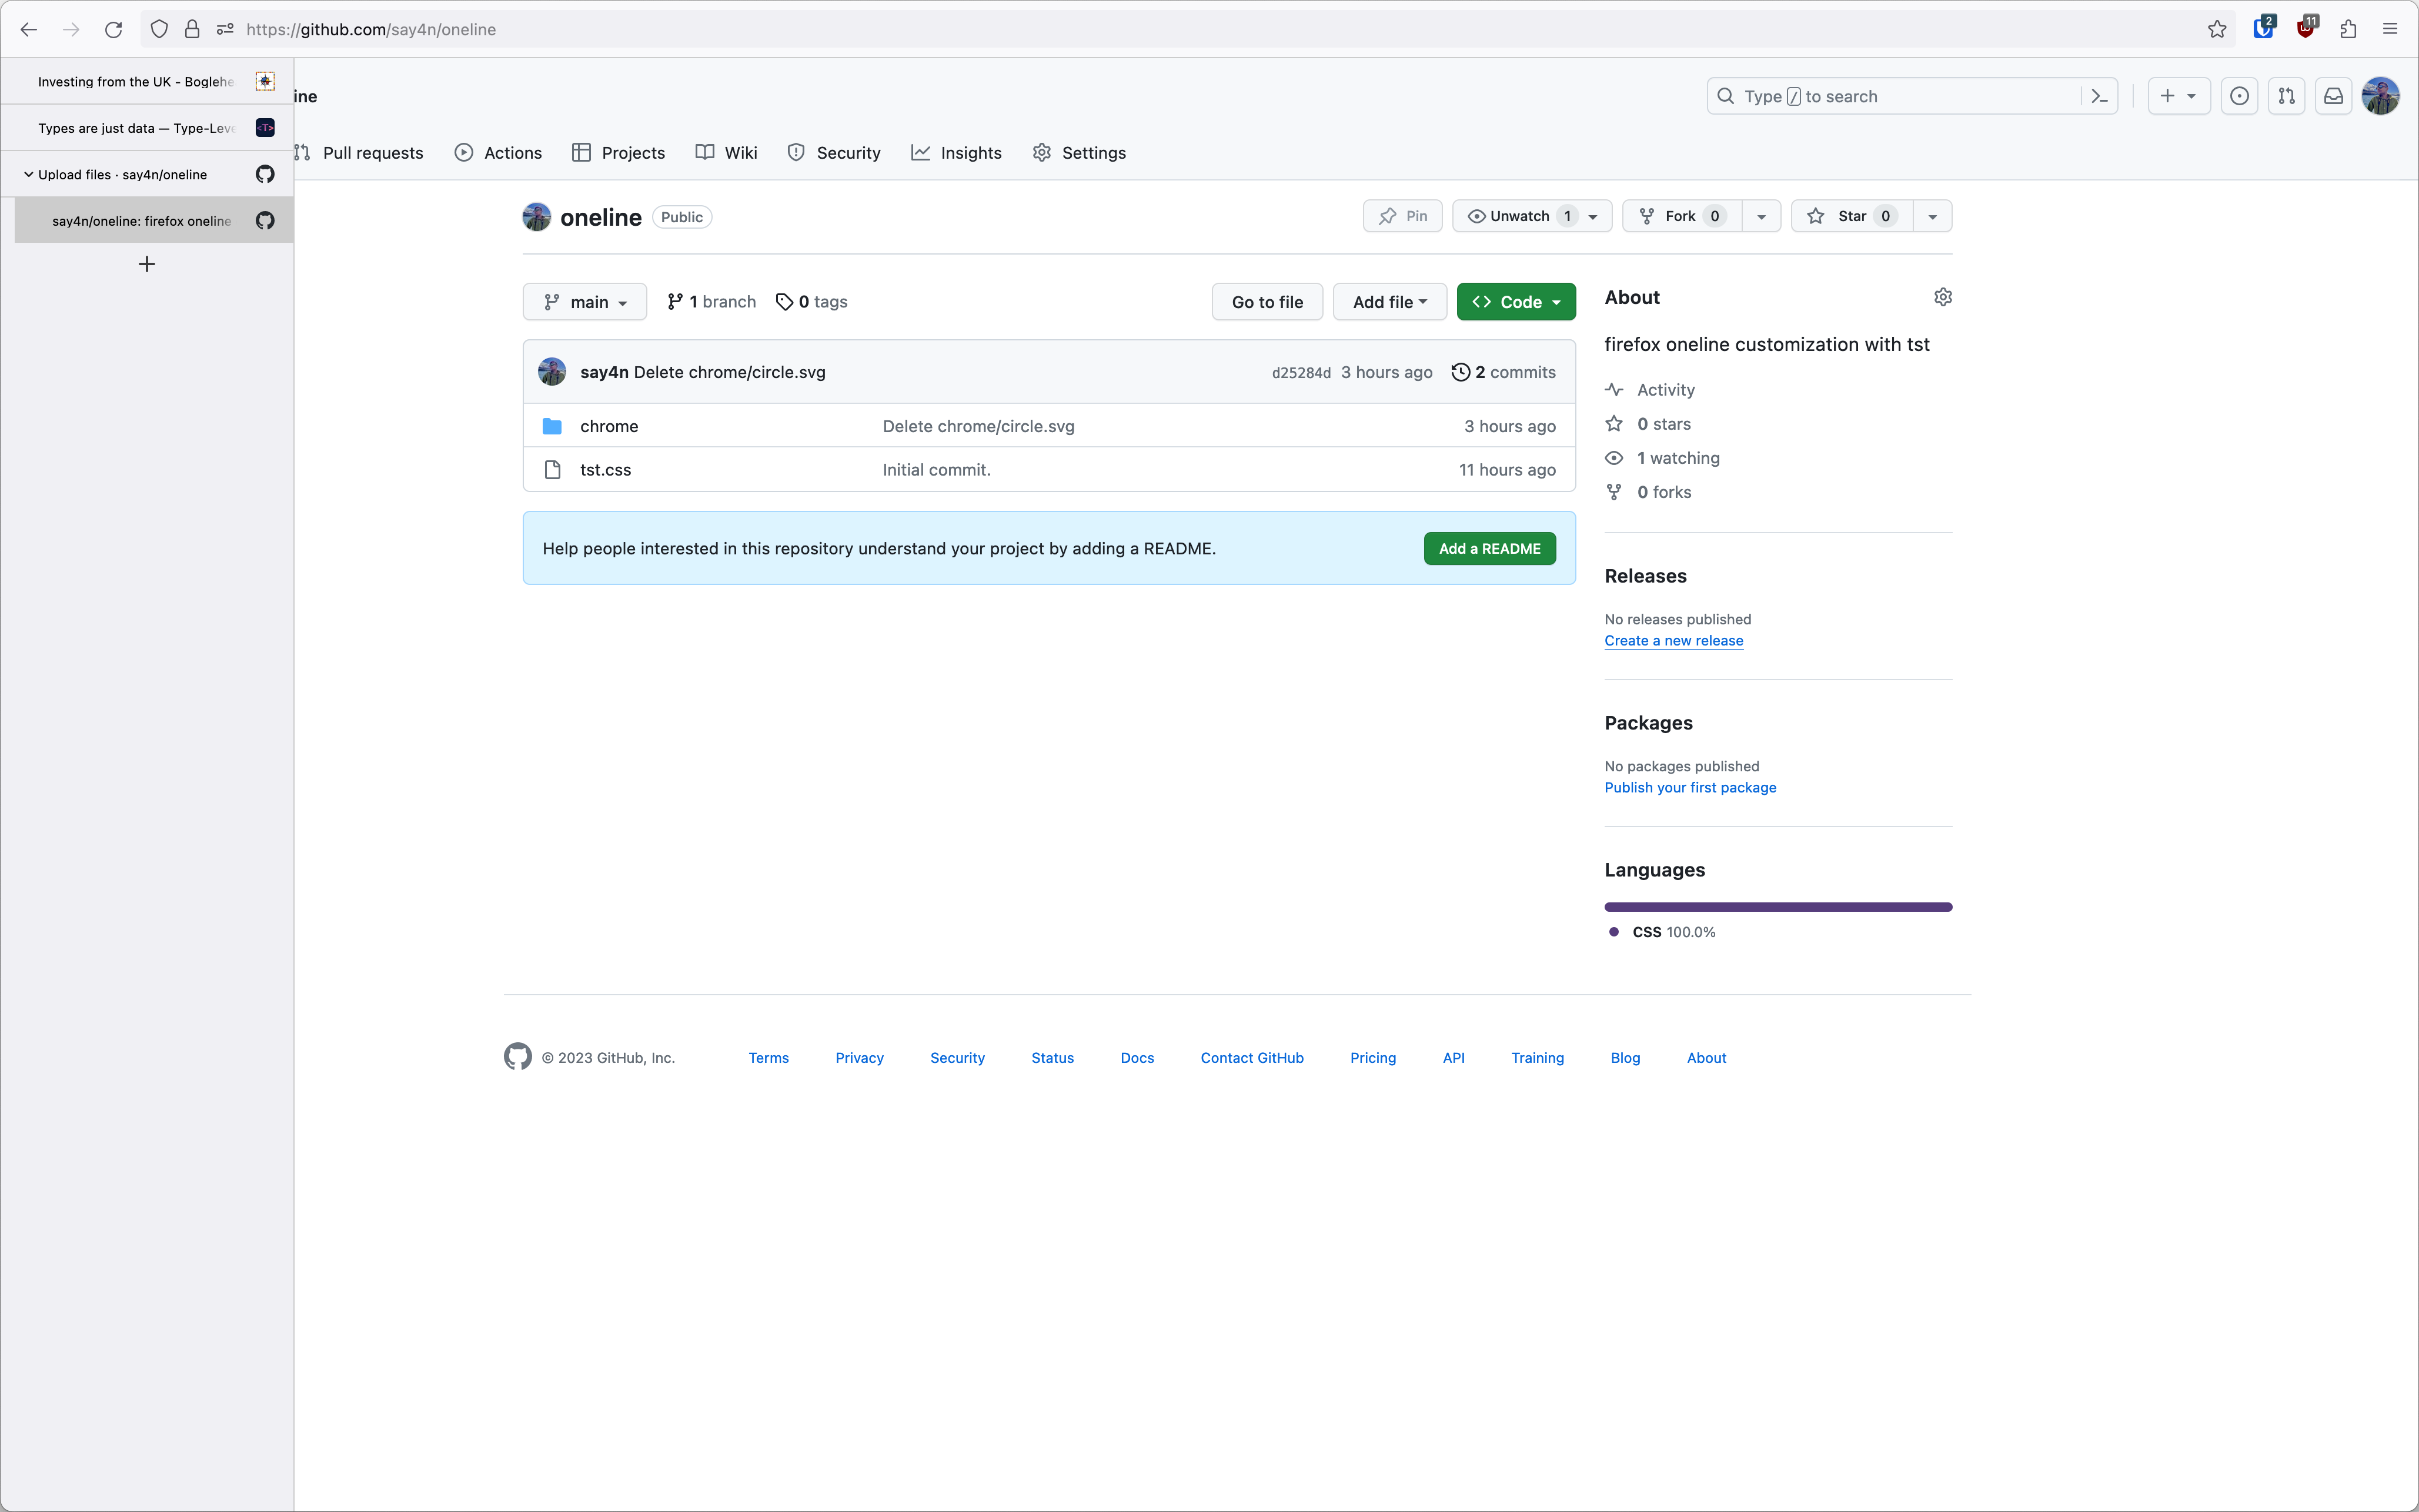 https://github.com/say4n/oneline
2
11
Investing from the UK - Boglehe
Types are just data — Type-Leve
Upload files · say4n/oneline
say4n/oneline: firefox oneline
ine
Type / to search
Pull requests Actions Projects Wiki Security Insights Settings
oneline Public
Pin Unwatch 1 Fork 0 Star 0
main 1 branch 0 tags Go to file Add file Code
say4n Delete chrome/circle.svg d25284d 3 hours ago 2 commits
chrome Delete chrome/circle.svg 3 hours ago
tst.css Initial commit. 11 hours ago
Help people interested in this repository understand your project by adding a README. Add a README
About
firefox oneline customization with tst
Activity
0 stars
1 watching
0 forks
Releases
No releases published
Create a new release
Packages
No packages published
Publish your first package
Languages
CSS 100.0%
© 2023 GitHub, Inc. Terms Privacy Security Status Docs Contact GitHub Pricing API Training Blog About